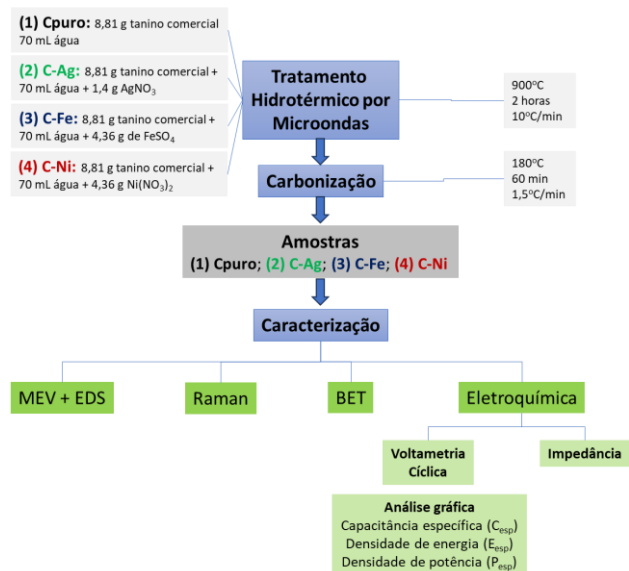 (1) Cpuro: 8,81 g tanino comercial
70 mL água
(2) C-Ag: 8,81 g tanino comercial +
70 mL água + 1,4 g AgNO₃
(3) C-Fe: 8,81 g tanino comercial +
70 mL água + 4,36 g de FeSO₄
(4) C-Ni: 8,81 g tanino comercial +
70 mL água + 4,36 g Ni(NO₃)₂
Tratamento
Hidrotérmico por
Microondas
900°C
2 horas
10°C/min
Carbonização
180°C
60 min
1,5°C/min
Amostras
(1) Cpuro; (2) C-Ag; (3) C-Fe; (4) C-Ni
Caracterização
MEV + EDS
Raman
BET
Eletroquímica
Voltametria
Cíclica
Impedância
Análise gráfica
Capacitância específica (Cₑₛₚ)
Densidade de energia (Eₑₛₚ)
Densidade de potência (Pₑₛₚ)